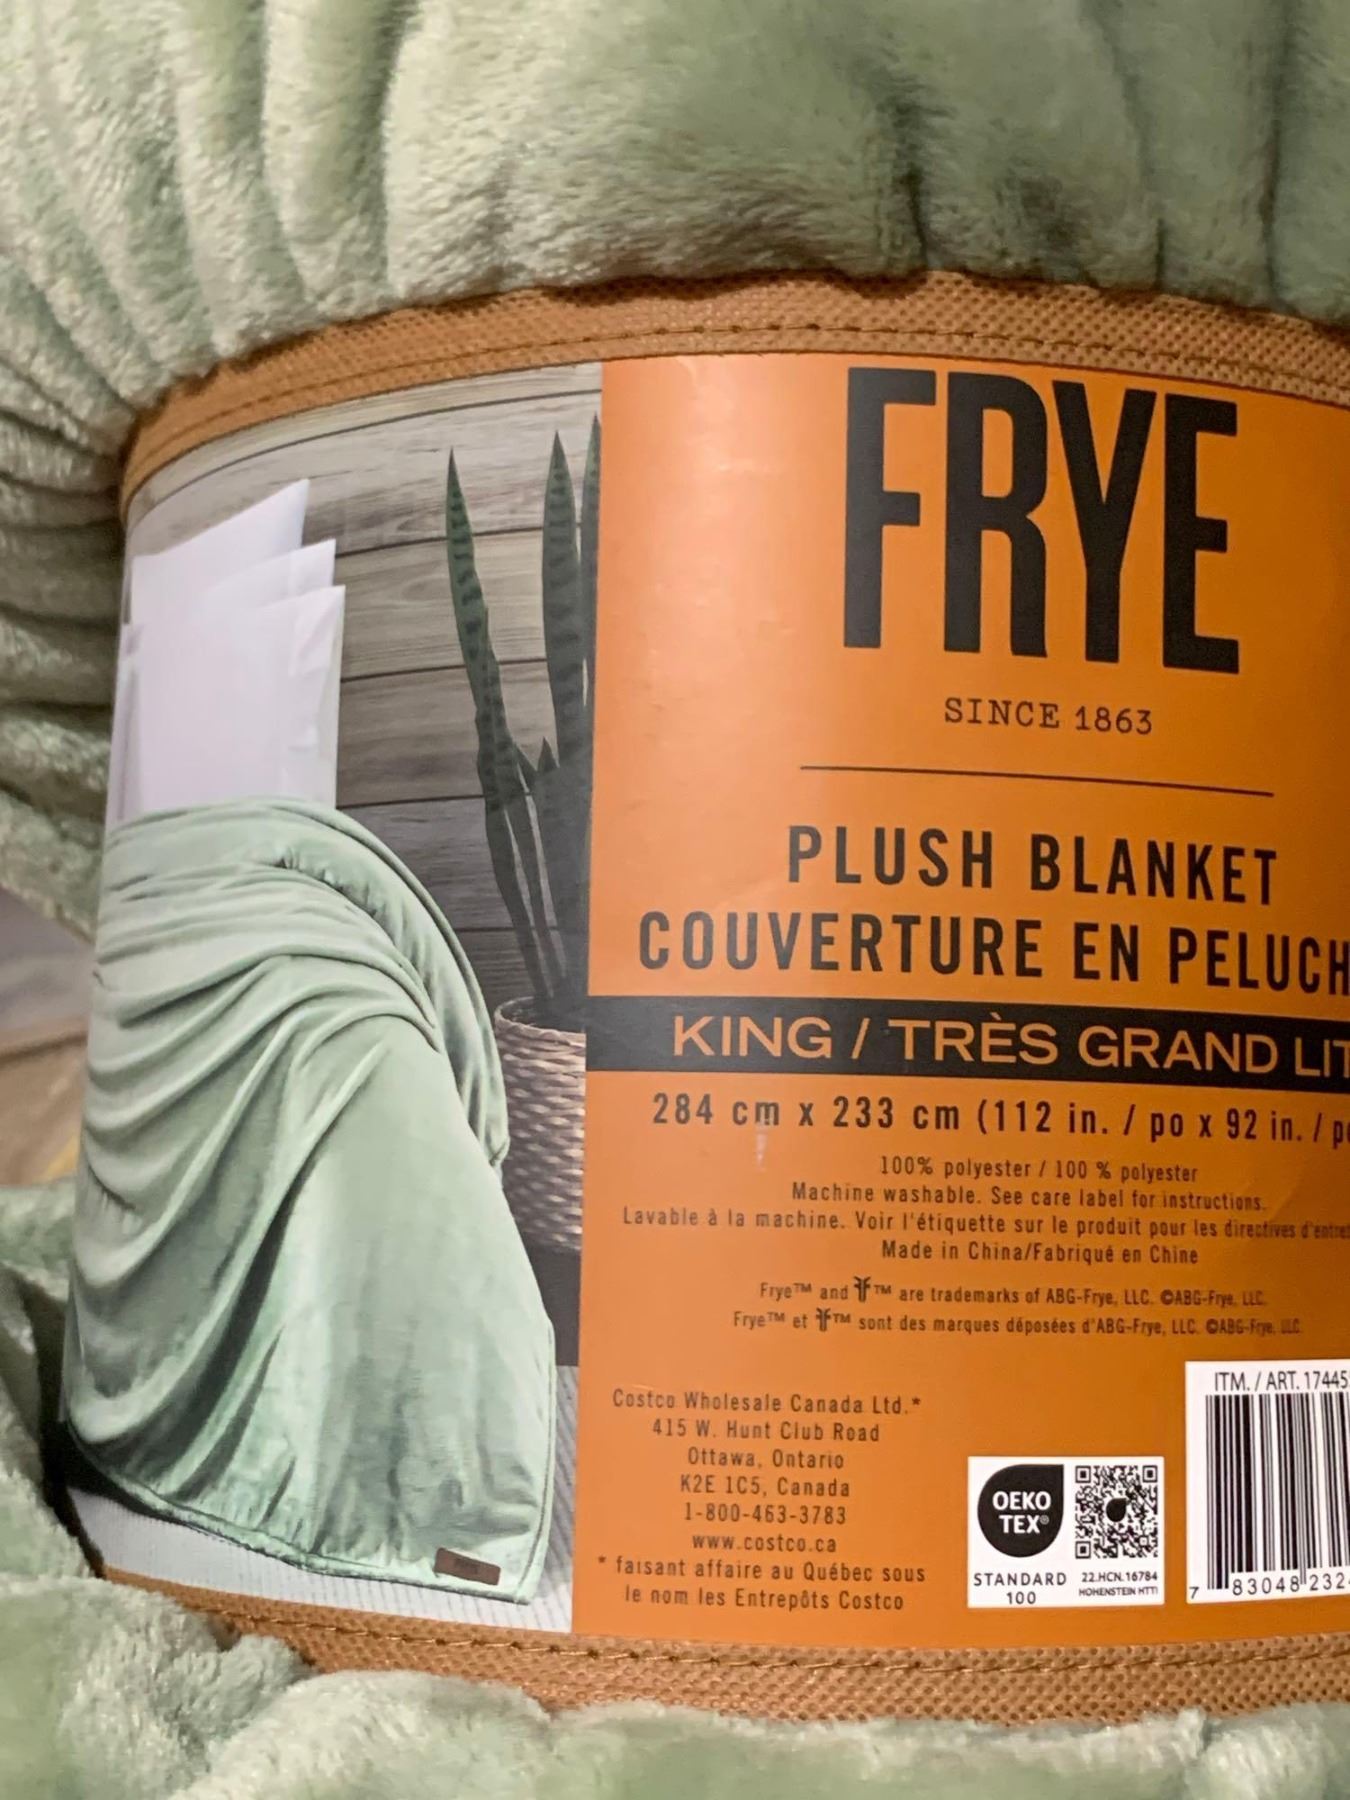 FRYE
SINCE 1863
PLUSH BLANKET
COUVERTURE EN PELUCH
KING / TRÈS GRAND LIT
284 cm x 233 cm (112 in. / po x 92 in. / po
100% polyester / 100 % polyester
Machine washable. See care label for instructions.
Lavable à la machine. Voir l'étiquette sur le produit pour les directives d'entre
Made in China/Fabriqué en Chine
Frye™ and ™ are trademarks of ABG-Frye, LLC. ©ABG-Frye, LLC.
Frye™ et ™ sont des marques déposées d'ABG-Frye, LLC. ©ABG-Frye, LLC.
Costco Wholesale Canada Ltd.*
415 W. Hunt Club Road
Ottawa, Ontario
K2E 1C5, Canada
1-800-463-3783
www.costco.ca
* faisant affaire au Québec sous
le nom les Entrepôts Costco
OEKO
TEX®
STANDARD
100
22.HCN.16784
HOHENSTEIN HTTI
ITM. / ART. 17445
7 83048 232